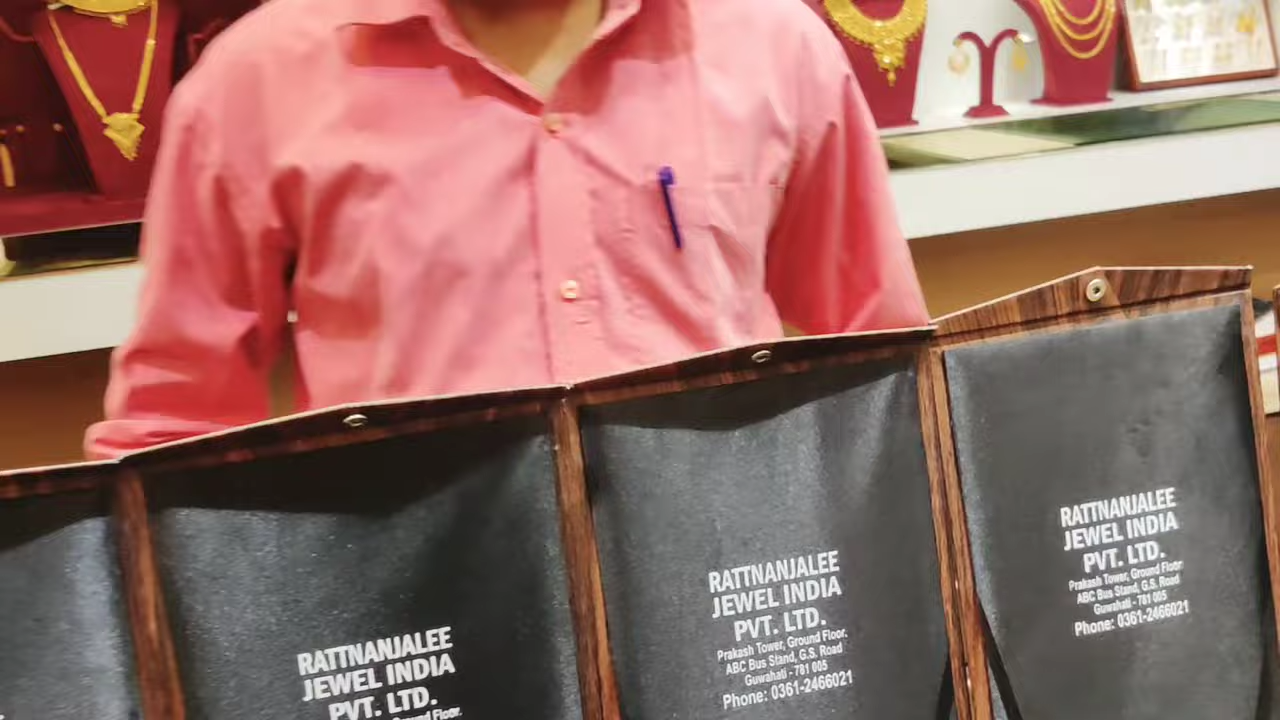 RATTNANJALEE
JEWEL INDIA
PVT. LTD.
Ground Floor.
RATTNANJALEE
JEWEL INDIA
PVT. LTD.
Prakash Tower, Ground Floor.
ABC Bus Stand, G.S. Road
Guwahati - 781 005
Phone: 0361-2466021
RATTNANJALEE
JEWEL INDIA
PVT. LTD.
Prakash Tower, Ground Floor
ABC Bus Stand, G.S. Road
Guwahati - 781 005
Phone: 0361-2466021